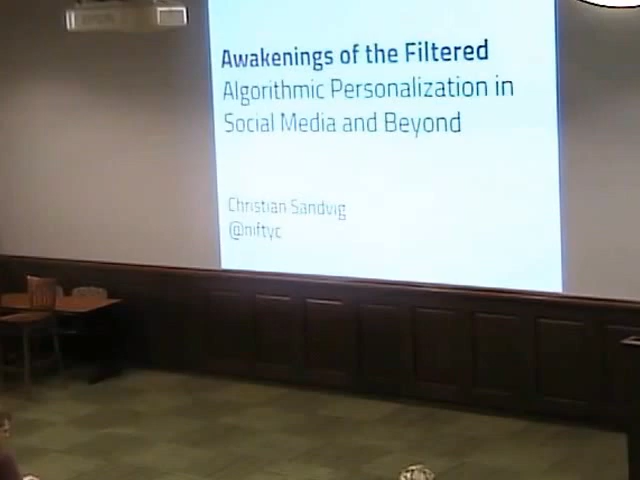 Awakenings of the Filtered
Algorithmic Personalization in
Social Media and Beyond
Christian Sandvig
@niftyc